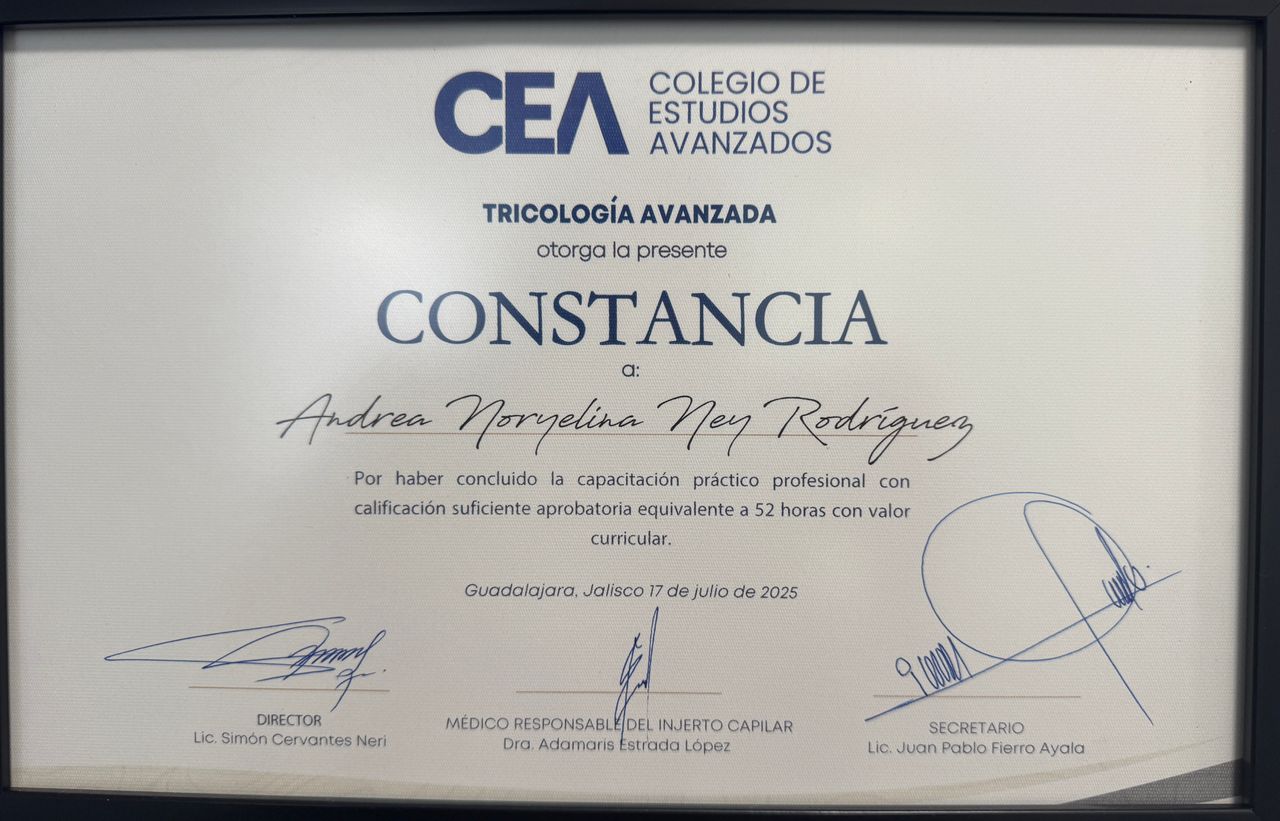 CEA COLEGIO DE
ESTUDIOS
AVANZADOS
TRICOLOGÍA AVANZADA
otorga la presente
CONSTANCIA
a:
Andrea Noryelina Ney Rodríguez
Por haber concluido la capacitación práctico profesional con
calificación suficiente aprobatoria equivalente a 52 horas con valor
curricular.
Guadalajara, Jalisco 17 de julio de 2025
DIRECTOR
Lic. Simón Cervantes Neri
MÉDICO RESPONSABLE DEL INJERTO CAPILAR
Dra. Adamaris Estrada López
SECRETARIO
Lic. Juan Pablo Fierro Ayala